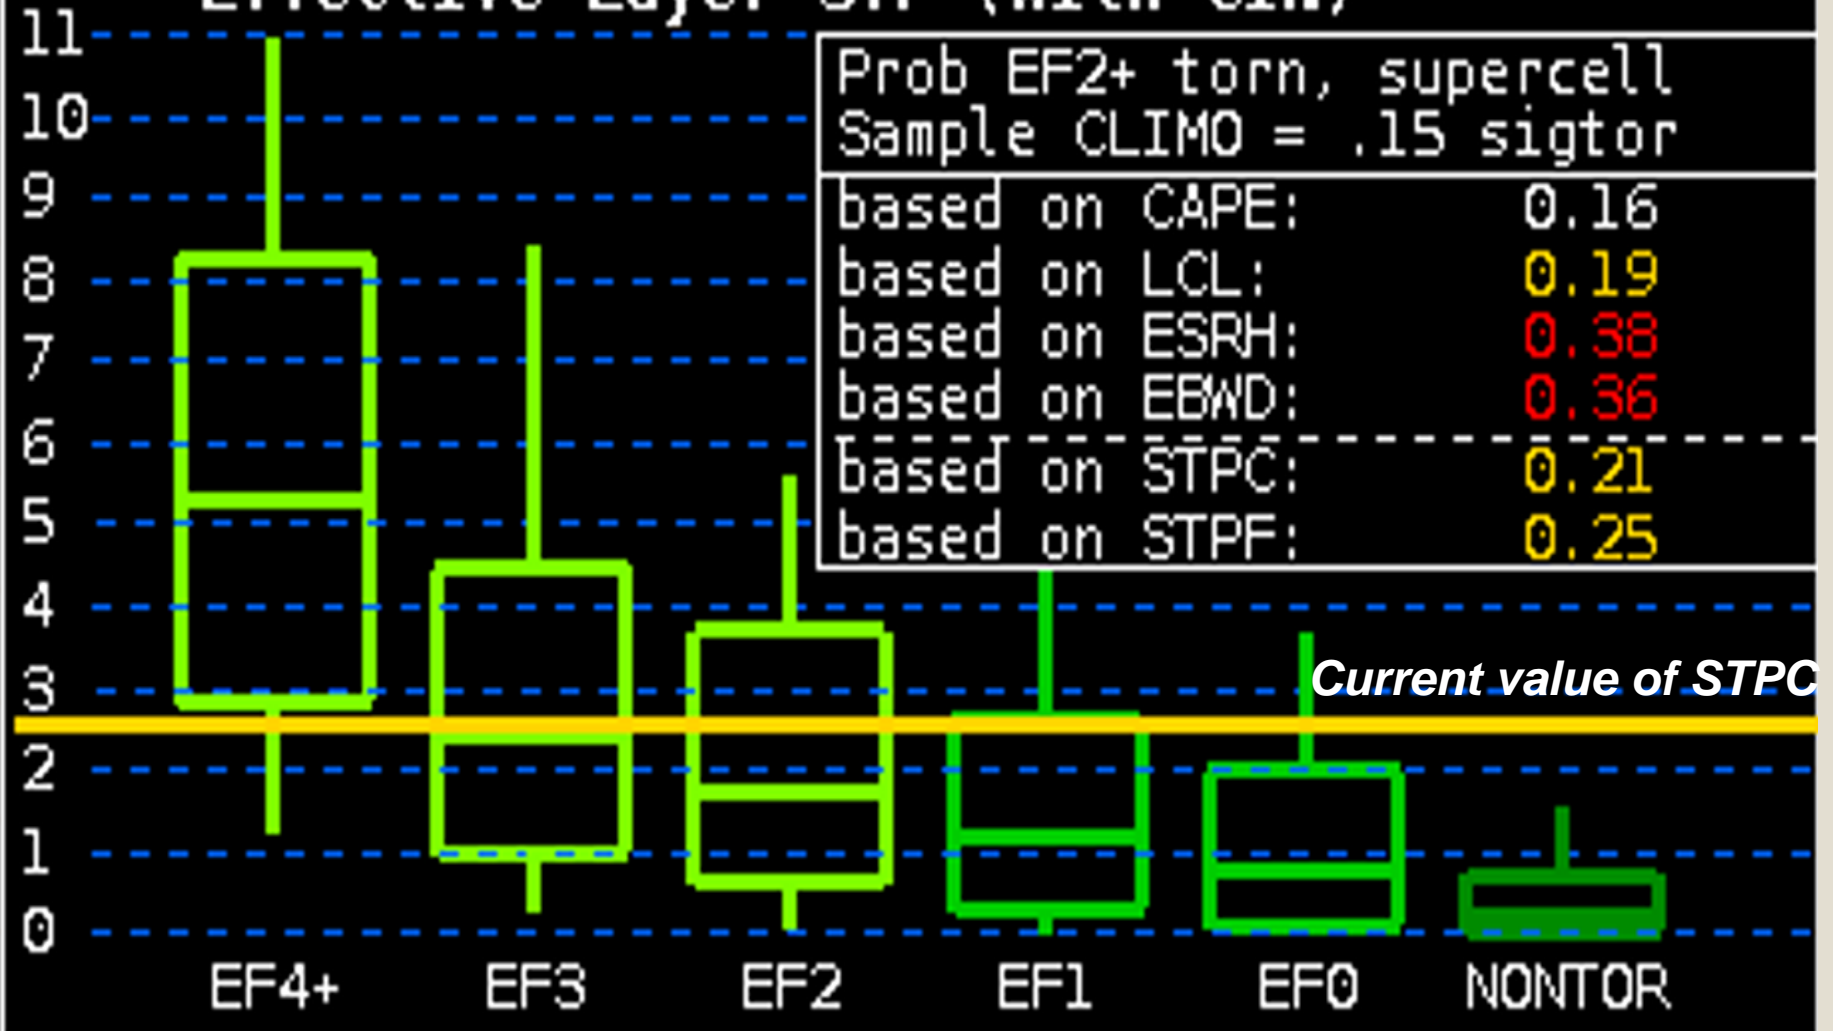 11
10
9
8
7
6
5
4
3
2
1
0
Prob EF2+ torn, supercell
Sample CLIMO = .15 sigtor
based on CAPE: 0.16
based on LCL: 0.19
based on ESRH: 0.38
based on EBWD: 0.36
based on STPC: 0.21
based on STPF: 0.25
Current value of STPC
EF4+ EF3 EF2 EF1 EF0 NONTOR